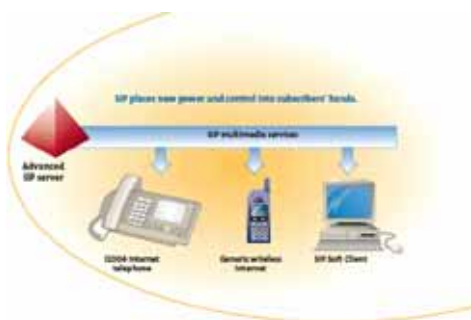 SIP places new power and control into subscribers' hands.
SIP multimedia services
Advanced
SIP server
Internet
telephone
Generic wireless
Internet
SIP Soft Client